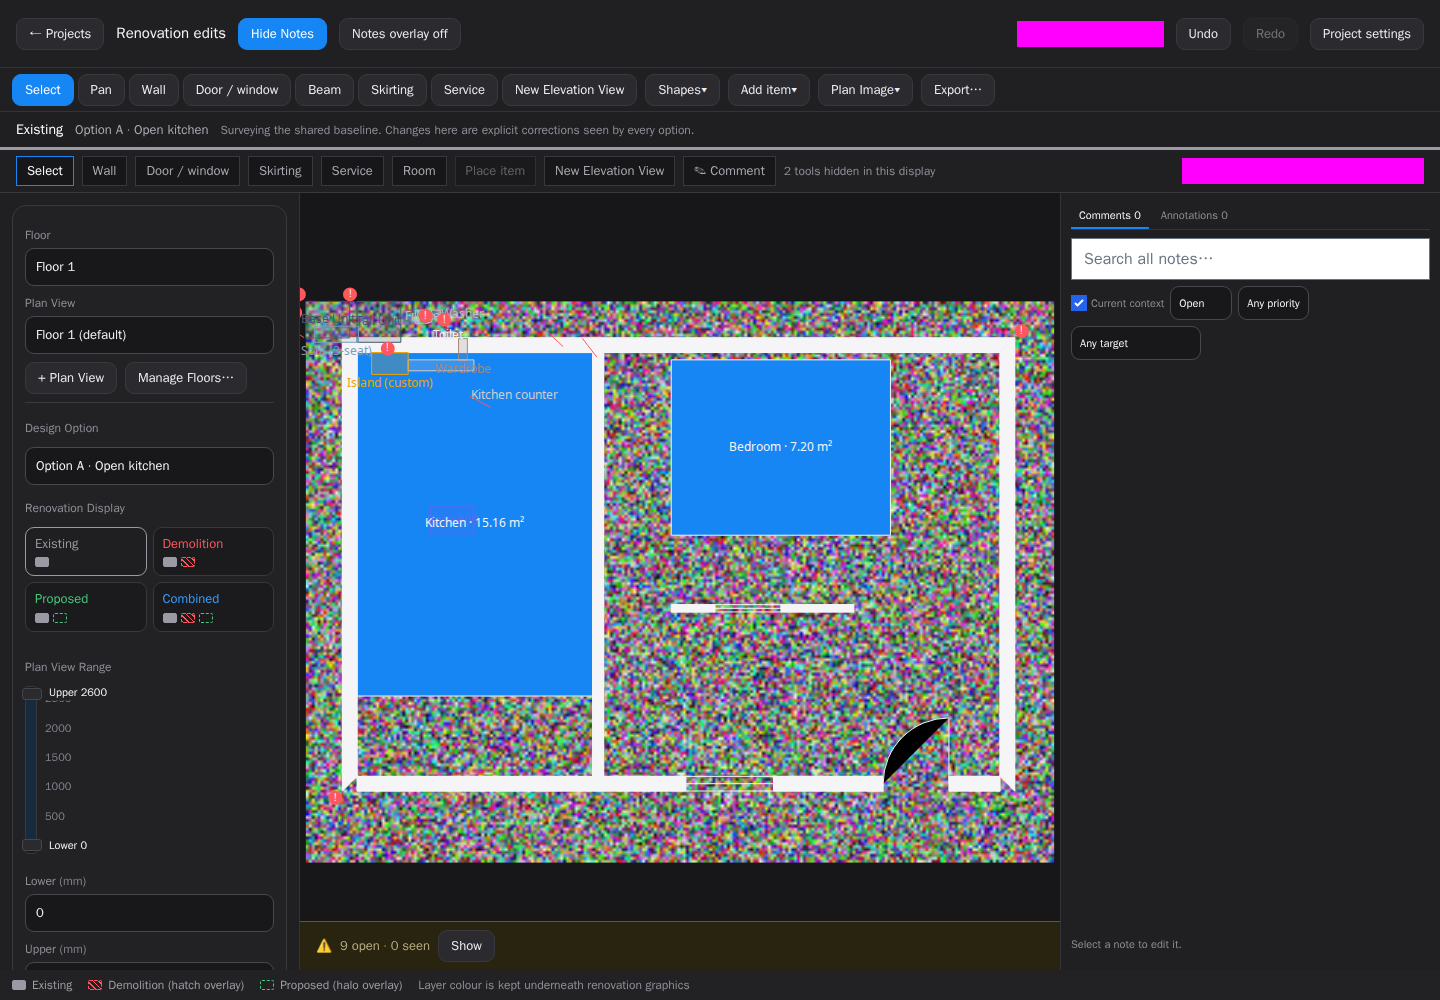 ← Projects Renovation edits Hide Notes Notes overlay off Undo Redo Project settings
Select Pan Wall Door / window Beam Skirting Service New Elevation View Shapes▾ Add item▾ Plan Image▾ Export···
Existing Option A · Open kitchen Surveying the shared baseline. Changes here are explicit corrections seen by every option.
Select Wall Door / window Skirting Service Room Place item New Elevation View ✎ Comment 2 tools hidden in this display
Floor
Floor 1
Plan View
Floor 1 (default)
+ Plan View Manage Floors···
Design Option
Option A · Open kitchen
Renovation Display
Existing Demolition
Proposed Combined
Plan View Range
Upper 2600
2000
1500
1000
500
Lower 0
Lower (mm)
0
Upper (mm)
Toilet
Wardrobe
Island (custom)
Kitchen counter
Bedroom · 7.20 m²
Kitchen · 15.16 m²
⚠️ 9 open · 0 seen Show
Comments 0 Annotations 0
Search all notes···
Current context Open Any priority
Any target
Select a note to edit it.
Existing Demolition (hatch overlay) Proposed (halo overlay) Layer colour is kept underneath renovation graphics